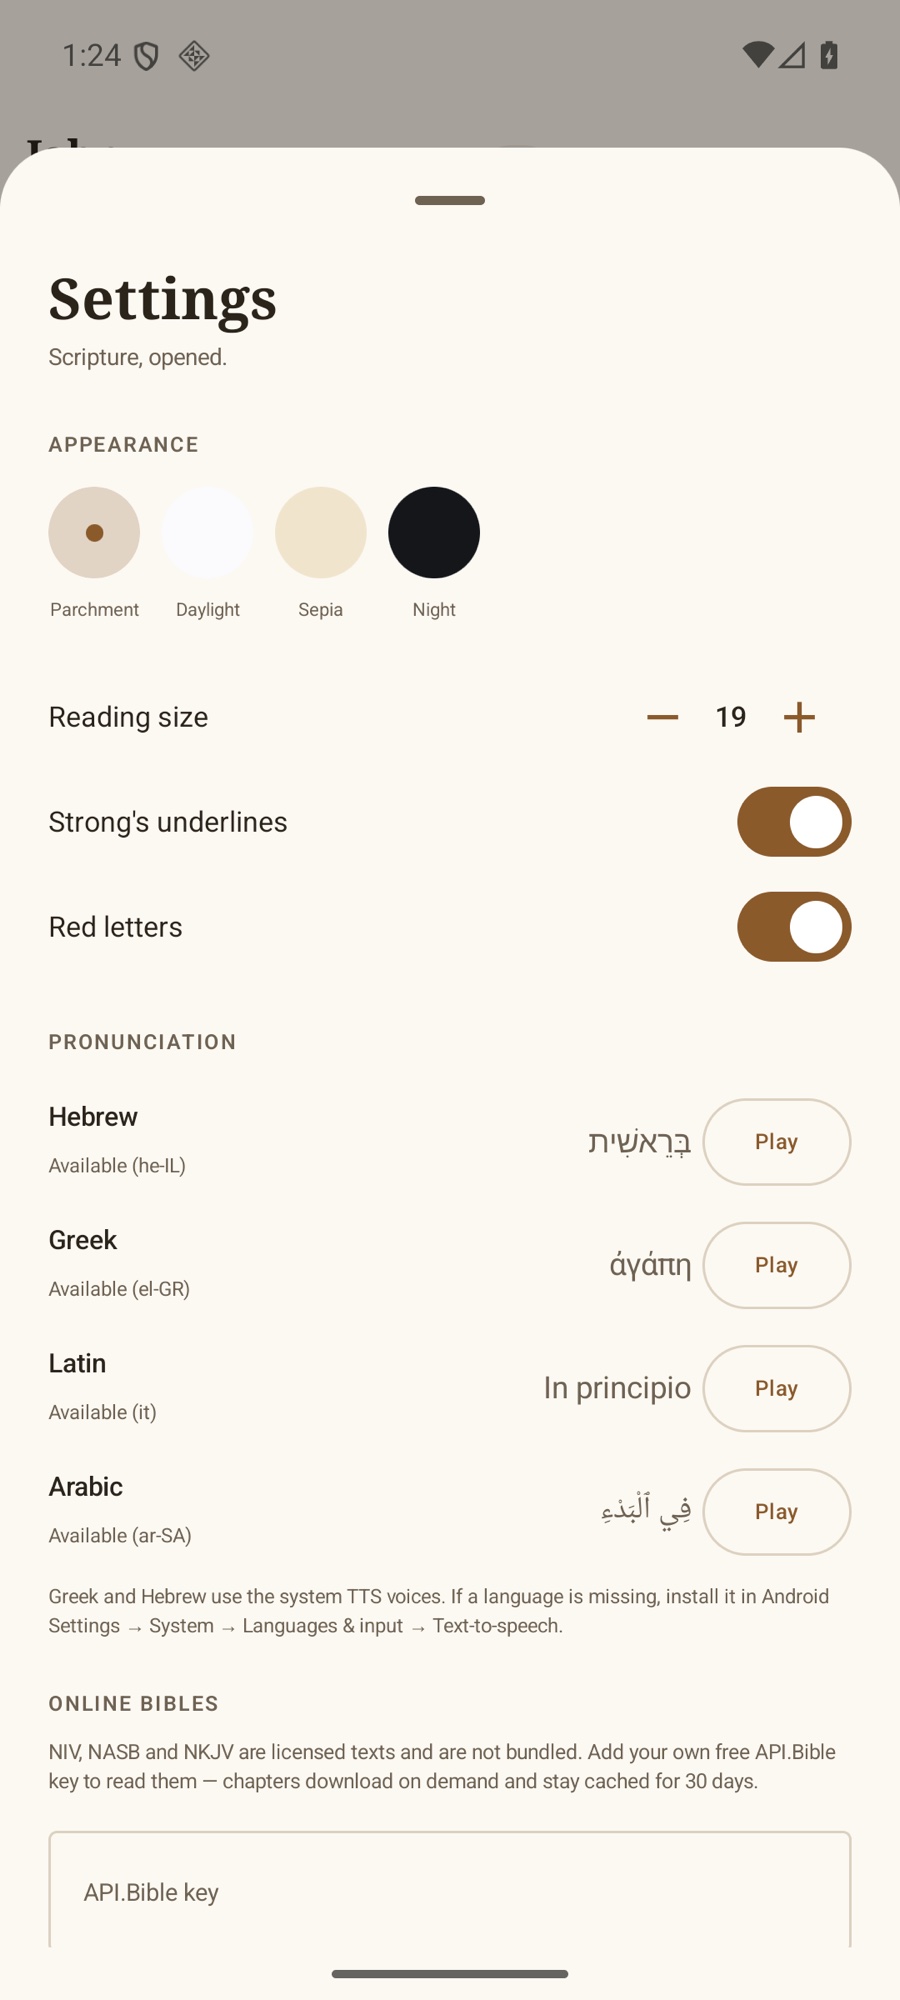 1:24
Settings
Scripture, opened.
APPEARANCE
Parchment Daylight Sepia Night
Reading size − 19 +
Strong's underlines
Red letters
PRONUNCIATION
Hebrew
Available (he-IL)
בְּרֵאשִׁית
Play
Greek
Available (el-GR)
ἀγάπη
Play
Latin
Available (it)
In principio
Play
Arabic
Available (ar-SA)
فِي ٱلْبَدْءِ
Play
Greek and Hebrew use the system TTS voices. If a language is missing, install it in Android
Settings → System → Languages & input → Text-to-speech.
ONLINE BIBLES
NIV, NASB and NKJV are licensed texts and are not bundled. Add your own free API.Bible
key to read them — chapters download on demand and stay cached for 30 days.
API.Bible key